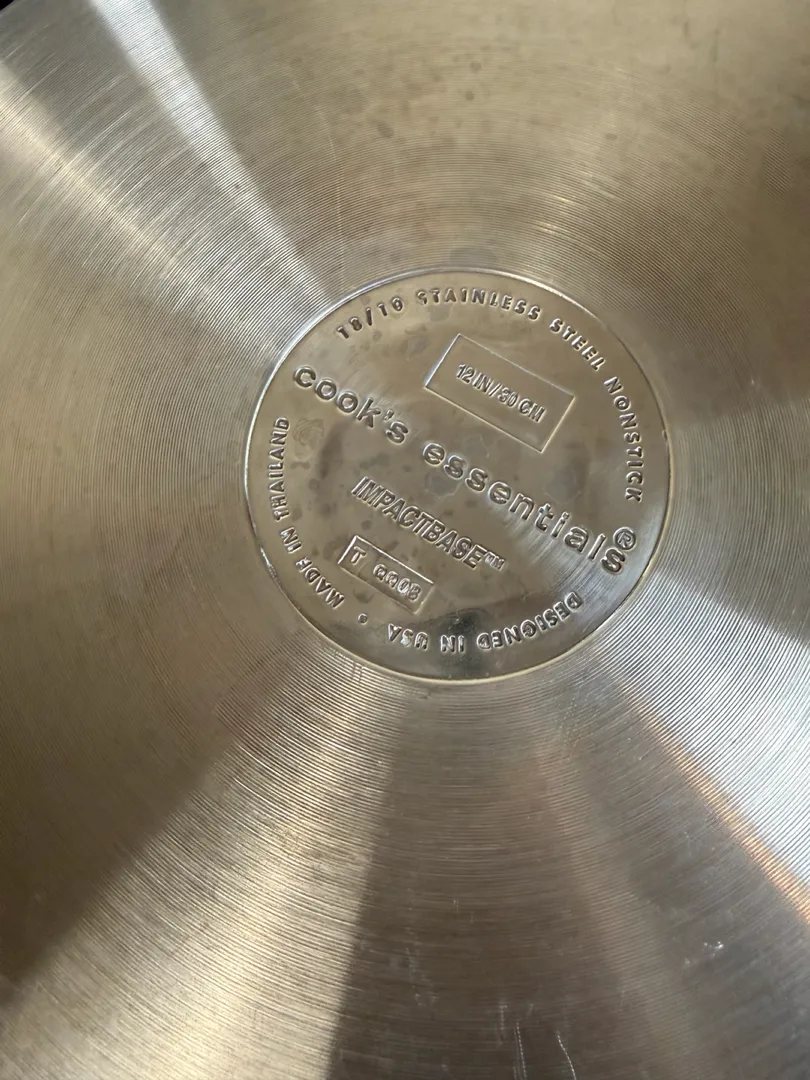 18/10 STAINLESS STEEL NONSTICK
12IN/30CM
cook's essentials®
IMPACTBASE™
DESIGNED IN USA • MADE IN THAILAND